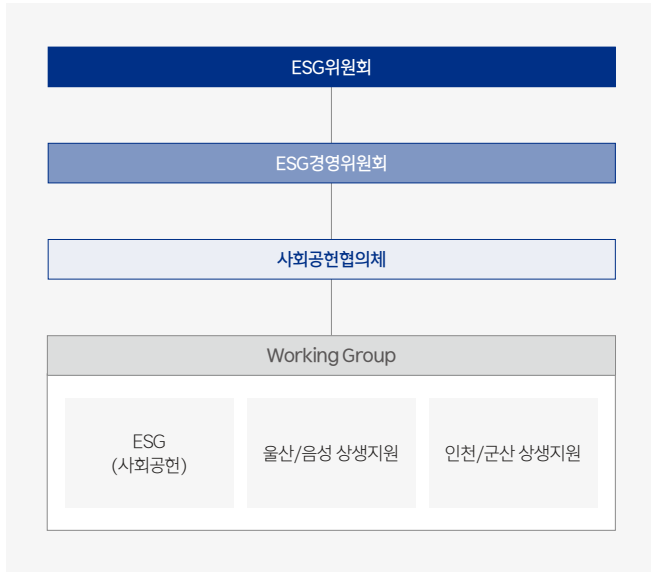 ESG위원회
ESG경영위원회
사회공헌협의체
Working Group
ESG
(사회공헌)
울산/음성 상생지원
인천/군산 상생지원